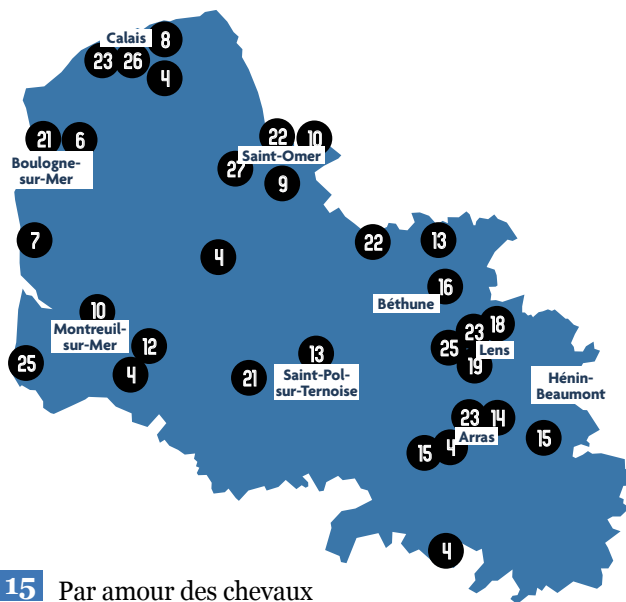 Calais
8
23
26
4
21
6
Boulogne-
sur-Mer
22
10
Saint-Omer
27
9
7
4
22
13
16
Béthune
10
Montreuil-
sur-Mer
12
4
25
13
21
Saint-Pol-
sur-Ternoise
23
18
25
Lens
19
Hénin-
Beaumont
23
14
Arras
15
4
15
4
15 Par amour des chevaux